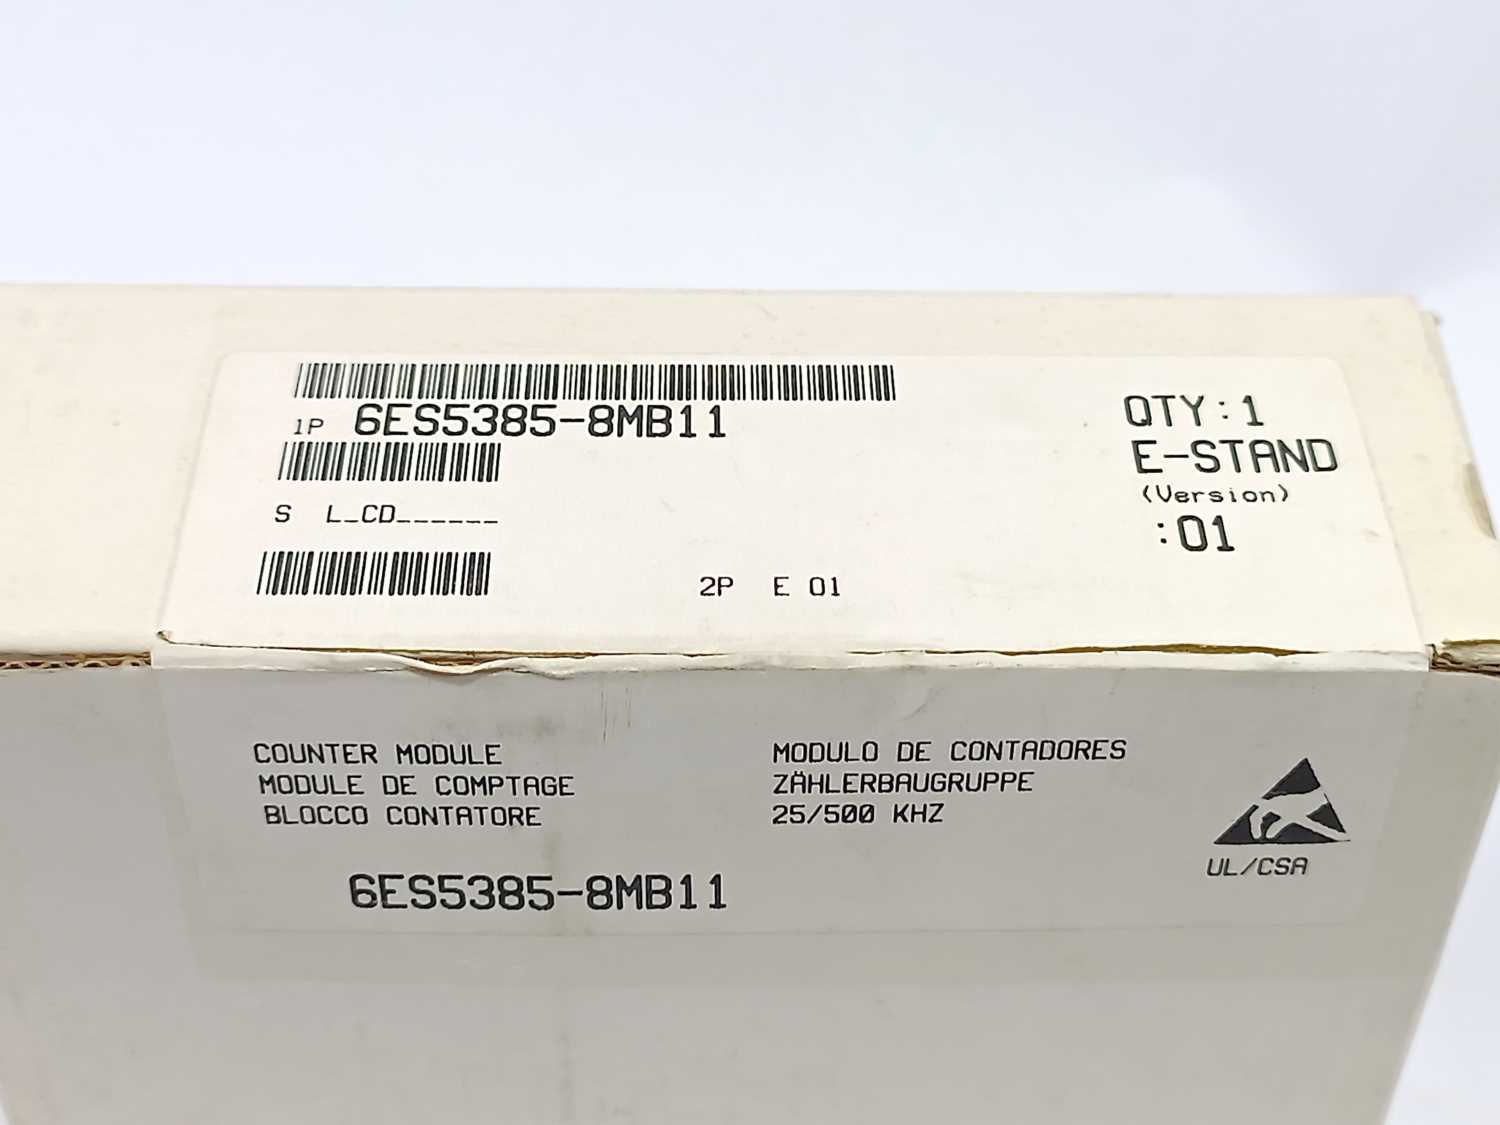 1P 6ES5385-8MB11
S L_CD______
2P E 01
QTY:1
E-STAND
(Version)
:01
COUNTER MODULE
MODULE DE COMPTAGE
BLOCCO CONTATORE
MODULO DE CONTADORES
ZÄHLERBAUGRUPPE
25/500 KHZ
6ES5385-8MB11
UL/CSA